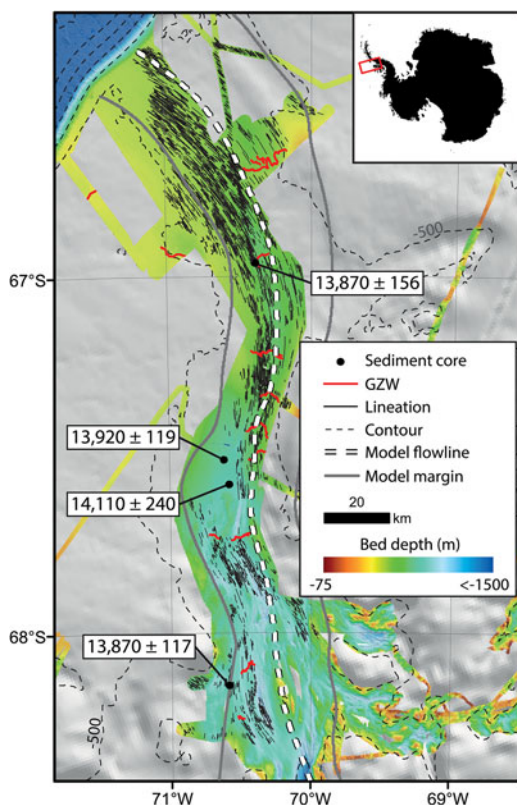 -500
67°S
13,870 ± 156
Sediment core
GZW
Lineation
Contour
Model flowline
Model margin
20
km
Bed depth (m)
-75
<-1500
13,920 ± 119
14,110 ± 240
68°S
13,870 ± 117
-500
71°W
70°W
69°W